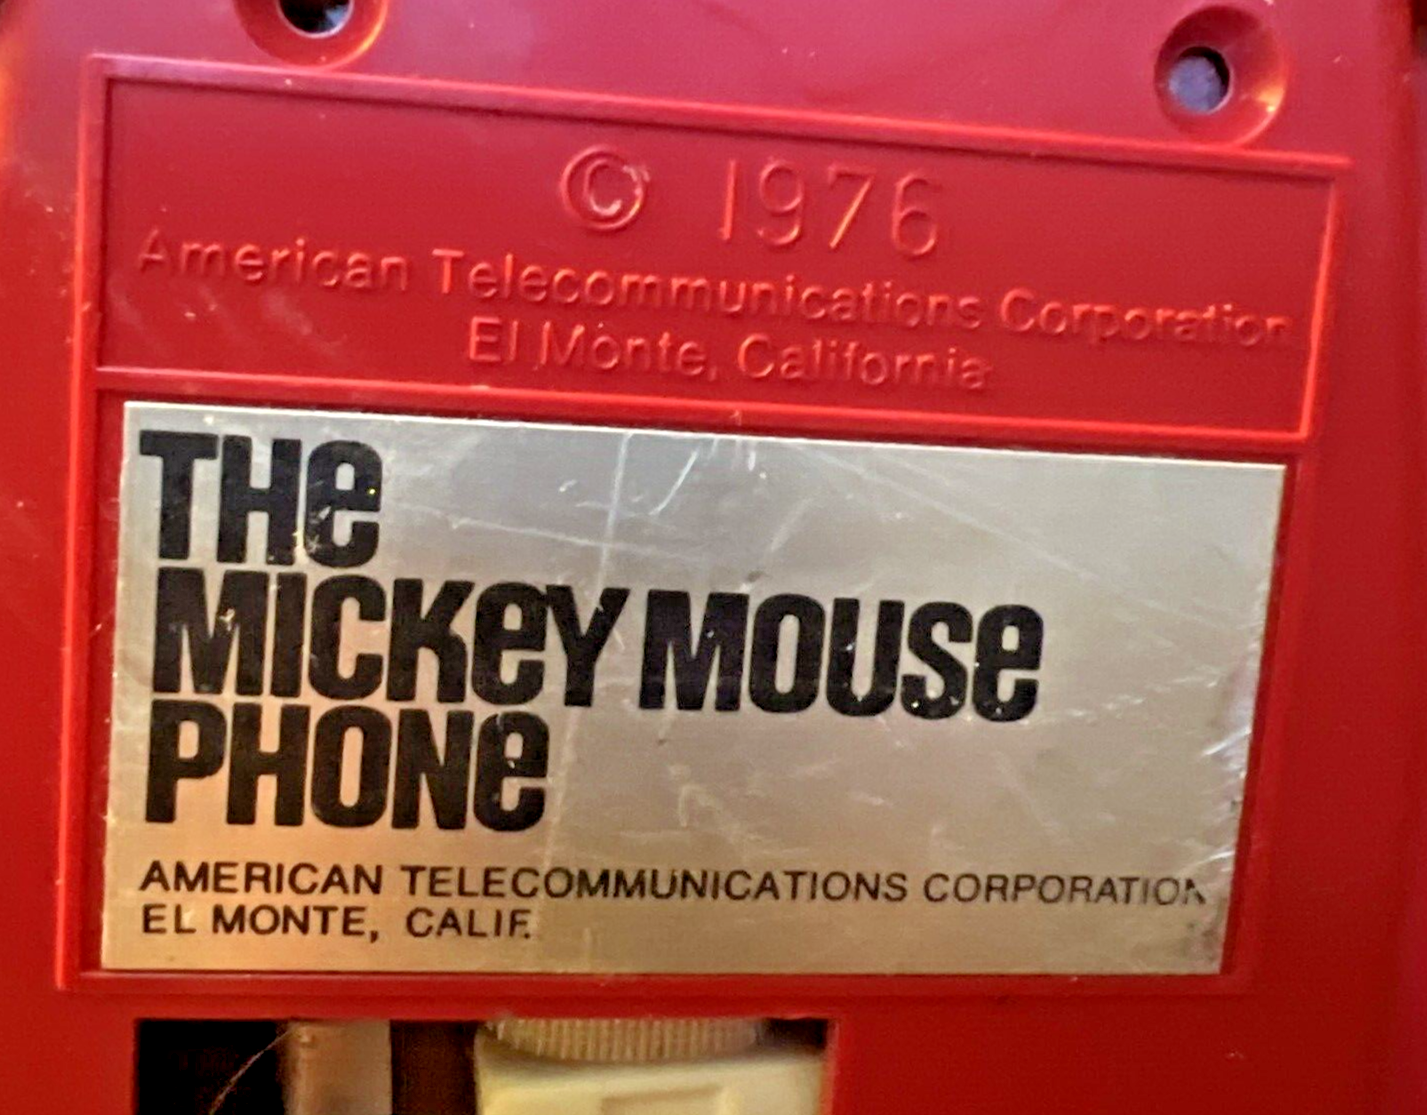 © 1976
American Telecommunications Corporation
El Monte, California
THe
MICKeY MOUSe
PHONe
AMERICAN TELECOMMUNICATIONS CORPORATION
EL MONTE, CALIF.